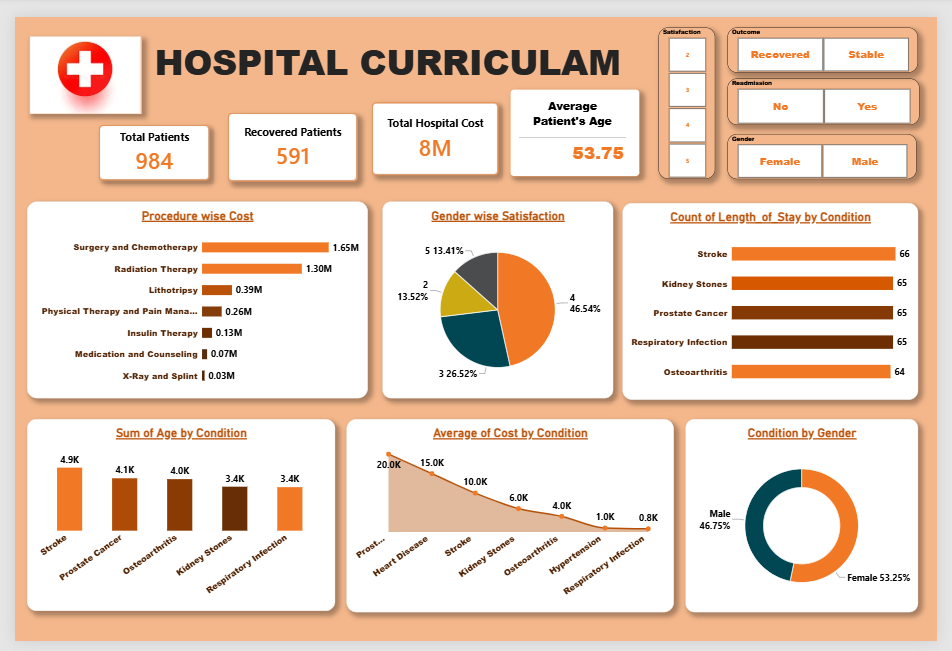 HOSPITAL CURRICULAM
Total Patients
984
Recovered Patients
591
Total Hospital Cost
8M
Average
Patient's Age
53.75
Satisfaction
2
3
4
5
Outcome
Recovered Stable
Readmission
No Yes
Gender
Female Male
Procedure wise Cost
Surgery and Chemotherapy 1.65M
Radiation Therapy 1.30M
Lithotripsy 0.39M
Physical Therapy and Pain Mana... 0.26M
Insulin Therapy 0.13M
Medication and Counseling 0.07M
X-Ray and Splint 0.03M
Gender wise Satisfaction
5 13.41%
2
13.52%
4
46.54%
3 26.52%
Count of Length_of_Stay by Condition
Stroke 66
Kidney Stones 65
Prostate Cancer 65
Respiratory Infection 65
Osteoarthritis 64
Sum of Age by Condition
4.9K 4.1K 4.0K 3.4K 3.4K
Stroke
Prostate Cancer
Osteoarthritis
Kidney Stones
Respiratory Infection
Average of Cost by Condition
20.0K 15.0K 10.0K 6.0K 4.0K 1.0K 0.8K
Prost...
Heart Disease
Stroke
Kidney Stones
Osteoarthritis
Hypertension
Respiratory Infection
Condition by Gender
Male
46.75%
Female 53.25%